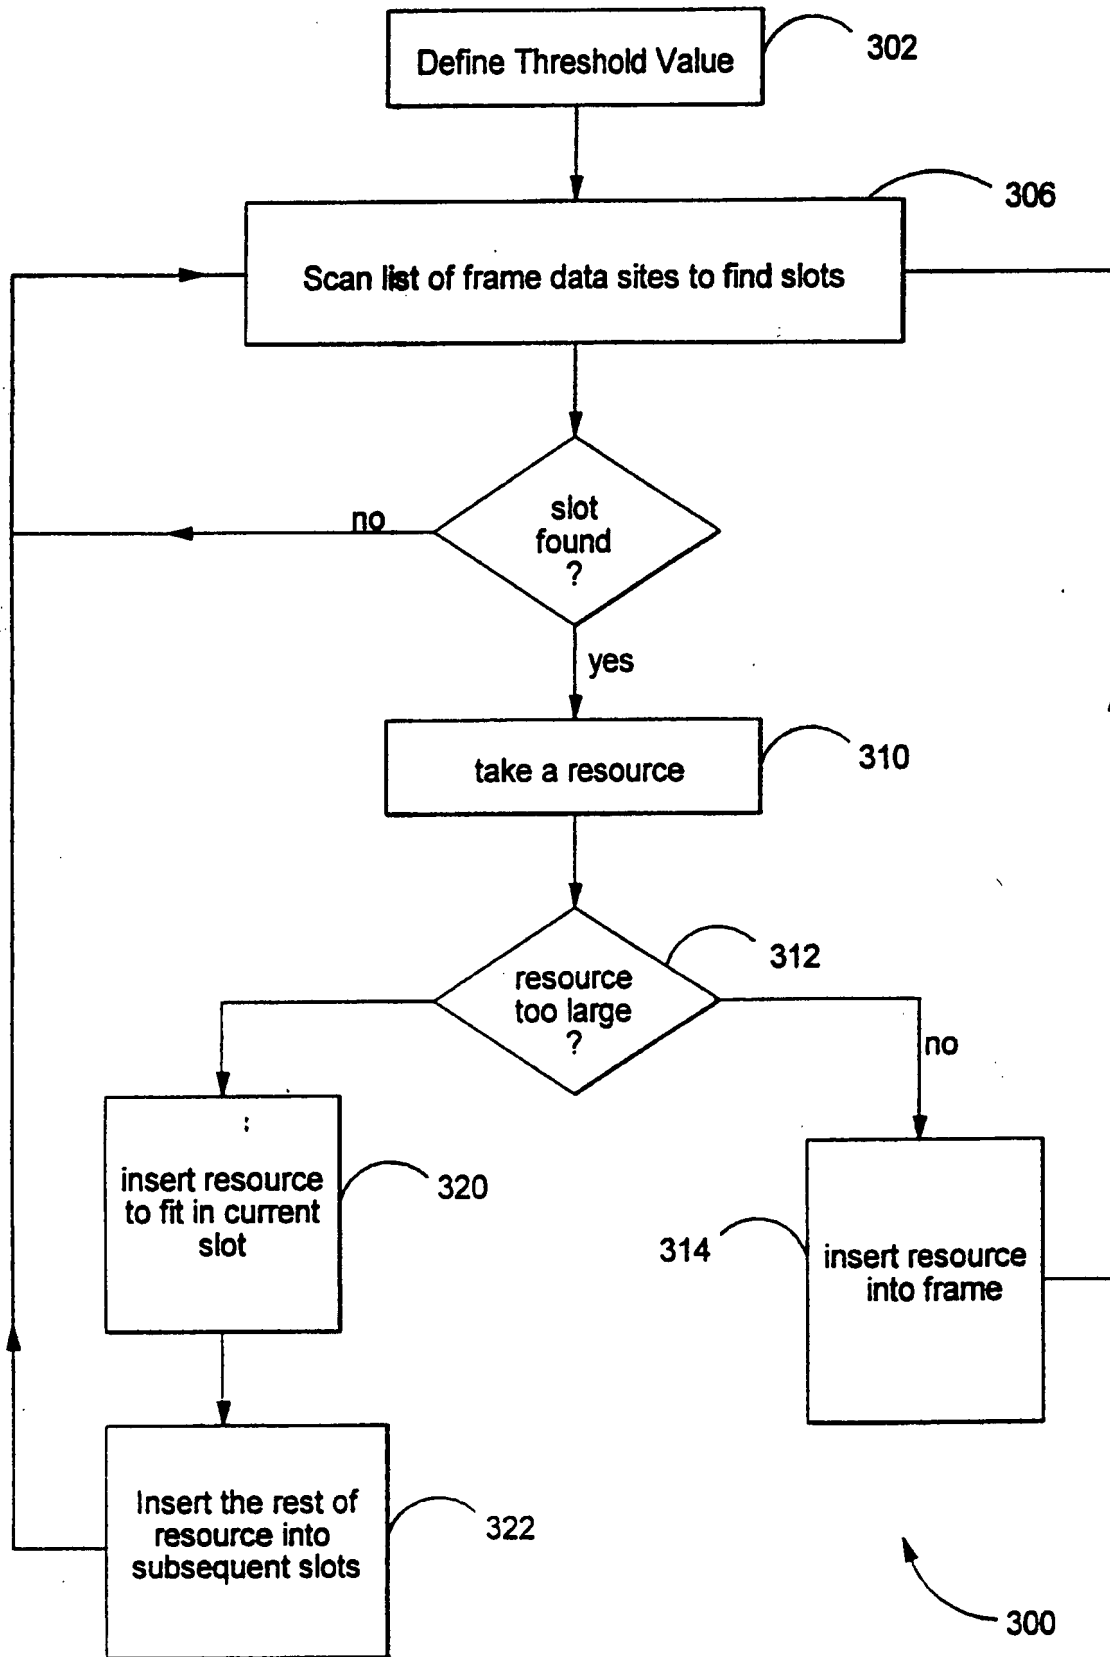 Define Threshold Value
302
306
Scan list of frame data sites to find slots
slot
found
?
no
yes
take a resource
310
resource
too large
?
312
no
insert resource
to fit in current
slot
320
314
insert resource
into frame
Insert the rest of
resource into
subsequent slots
322
300